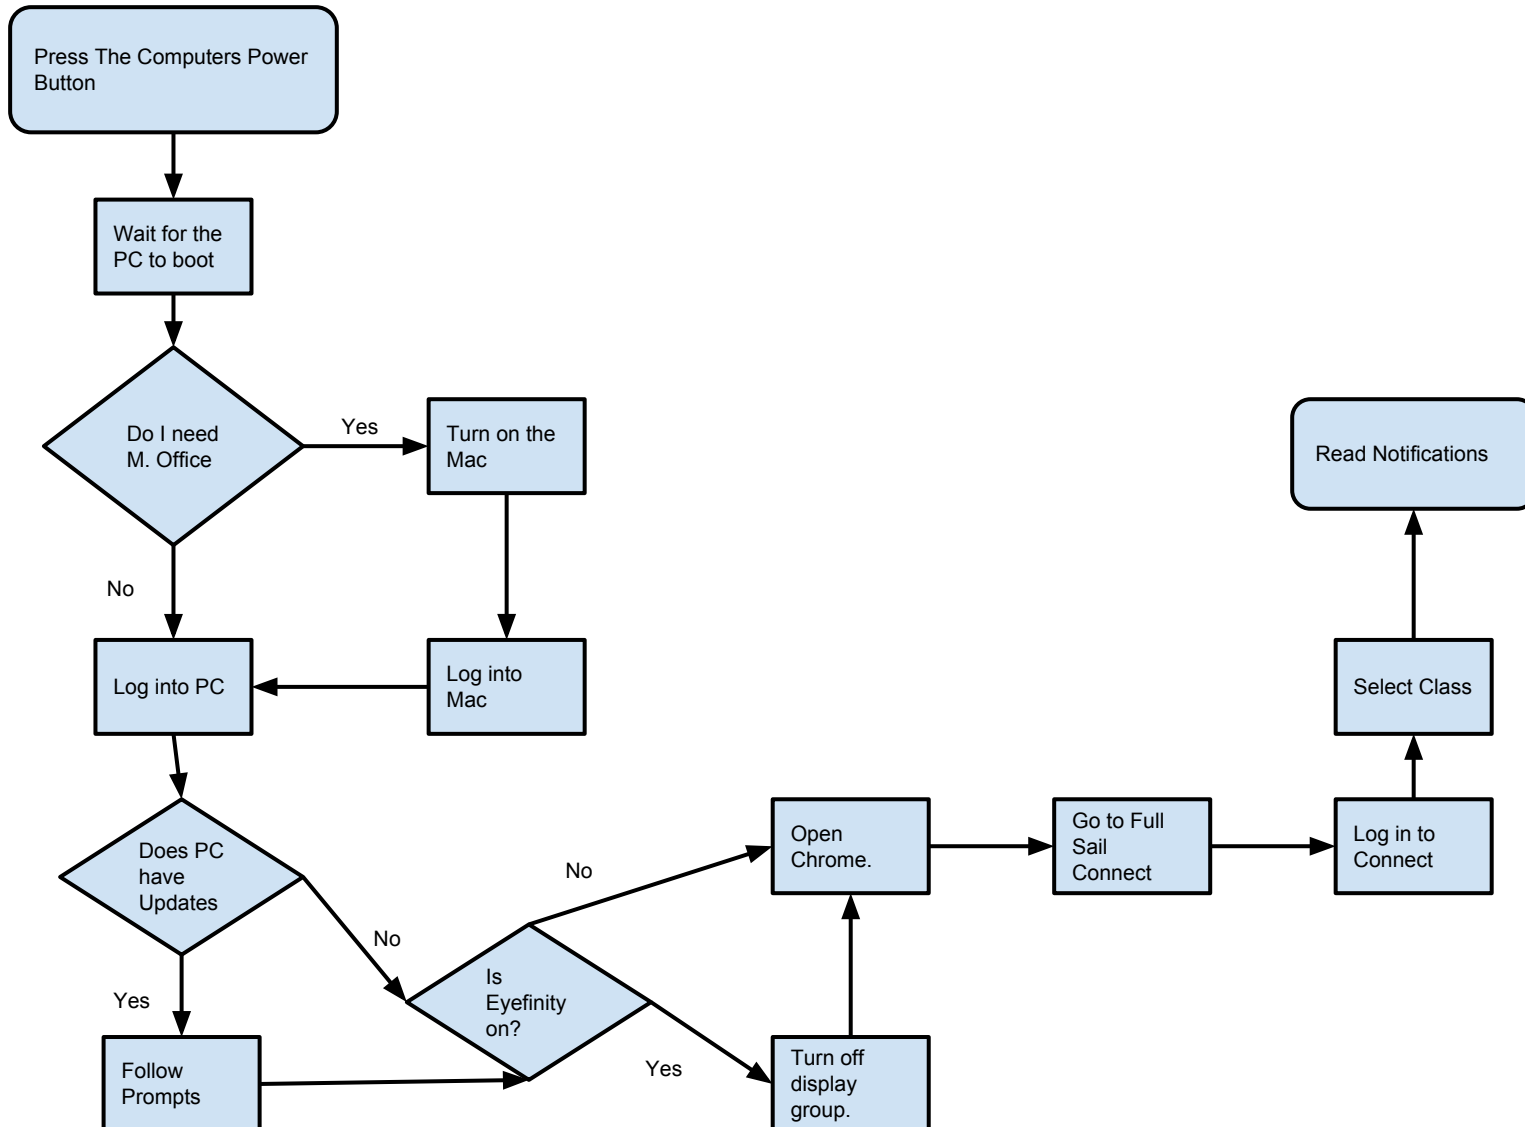 Press The Computers Power
Button
Wait for the
PC to boot
Do I need
M. Office
Yes
Turn on the
Mac
No
Log into PC
Log into
Mac
Does PC
have
Updates
No
Yes
Follow
Prompts
Is
Eyefinity
on?
No
Yes
Turn off
display
group.
Open
Chrome.
Go to Full
Sail
Connect
Log in to
Connect
Select Class
Read Notifications